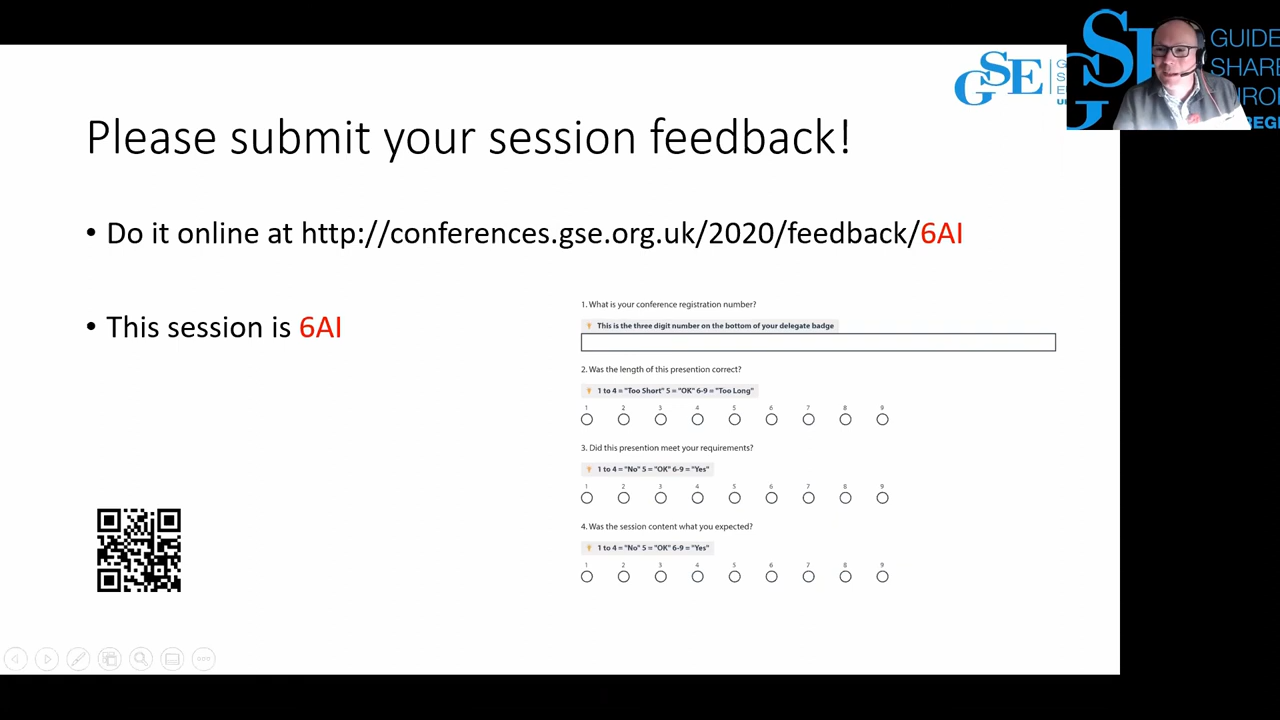 GSE
GUIDE
SHARE
Please submit your session feedback!
• Do it online at http://conferences.gse.org.uk/2020/feedback/6AI
• This session is 6AI
1. What is your conference registration number?
This is the three digit number on the bottom of your delegate badge
2. Was the length of this presention correct?
1 to 4 = "Too Short" 5 = "OK" 6-9 = "Too Long"
1 2 3 4 5 6 7 8 9
3. Did this presention meet your requirements?
1 to 4 = "No" 5 = "OK" 6-9 = "Yes"
1 2 3 4 5 6 7 8 9
4. Was the session content what you expected?
1 to 4 = "No" 5 = "OK" 6-9 = "Yes"
1 2 3 4 5 6 7 8 9